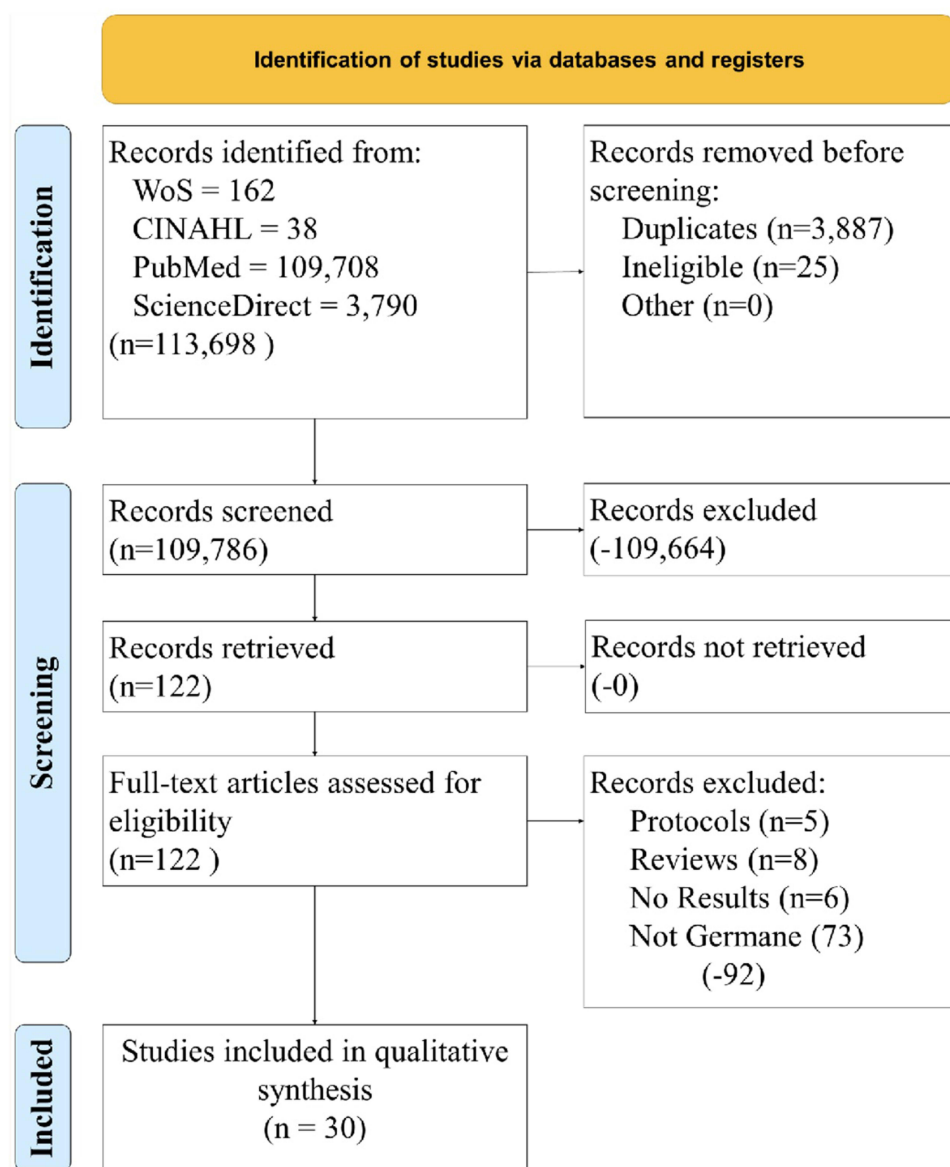 Identification of studies via databases and registers
Identification
Records identified from:
WoS = 162
CINAHL = 38
PubMed = 109,708
ScienceDirect = 3,790
(n=113,698 )
Records removed before
screening:
Duplicates (n=3,887)
Ineligible (n=25)
Other (n=0)
Screening
Records screened
(n=109,786)
Records excluded
(-109,664)
Records retrieved
(n=122)
Records not retrieved
(-0)
Full-text articles assessed for
eligibility
(n=122 )
Records excluded:
Protocols (n=5)
Reviews (n=8)
No Results (n=6)
Not Germane (73)
(-92)
Included
Studies included in qualitative
synthesis
(n = 30)